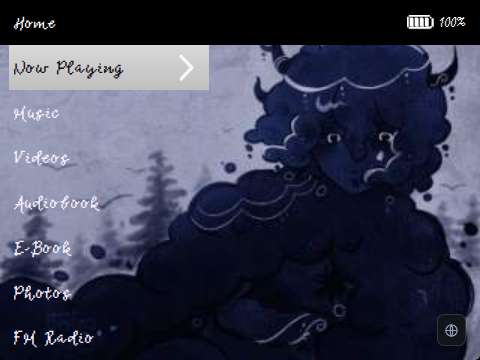 Home
100%
Now Playing
Music
Videos
Audiobook
E-Book
Photos
FM Radio